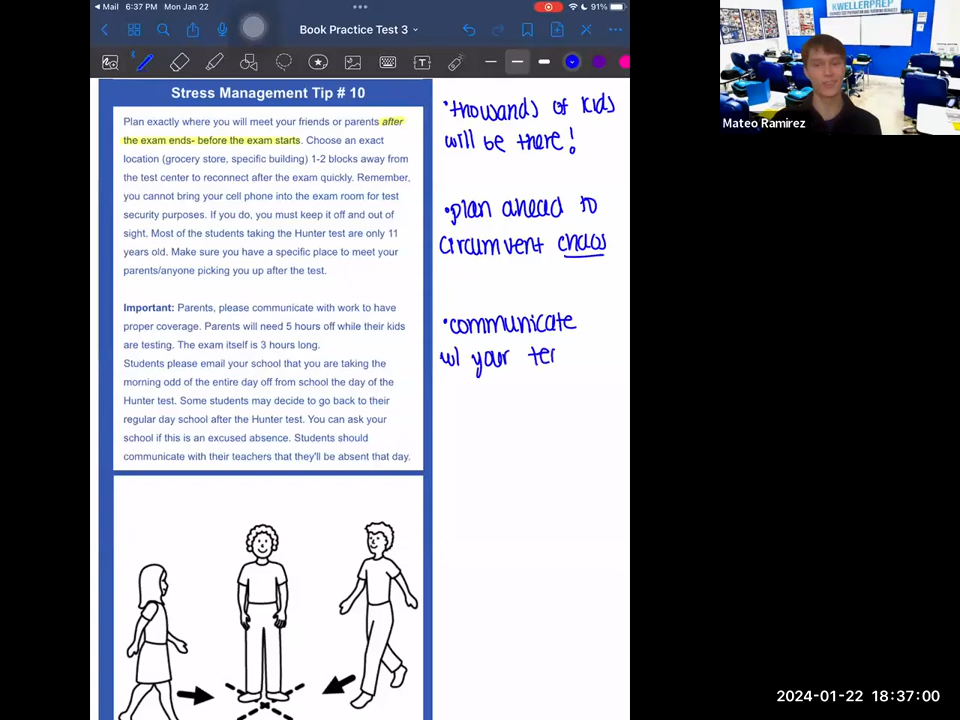 Mail 6:37 PM Mon Jan 22
91%
Book Practice Test 3
Stress Management Tip # 10
Plan exactly where you will meet your friends or parents after
the exam ends- before the exam starts. Choose an exact
location (grocery store, specific building) 1-2 blocks away from
the test center to reconnect after the exam quickly. Remember,
you cannot bring your cell phone into the exam room for test
security purposes. If you do, you must keep it off and out of
sight. Most of the students taking the Hunter test are only 11
years old. Make sure you have a specific place to meet your
parents/anyone picking you up after the test.
Important: Parents, please communicate with work to have
proper coverage. Parents will need 5 hours off while their kids
are testing. The exam itself is 3 hours long.
Students please email your school that you are taking the
morning odd of the entire day off from school the day of the
Hunter test. Some students may decide to go back to their
regular day school after the Hunter test. You can ask your
school if this is an excused absence. Students should
communicate with their teachers that they'll be absent that day.
•thousands of kids
will be there!
•plan ahead to
circumvent chaos
•communicate
w/ your ter
KWELLERPREP
Mateo Ramirez
2024-01-22 18:37:00